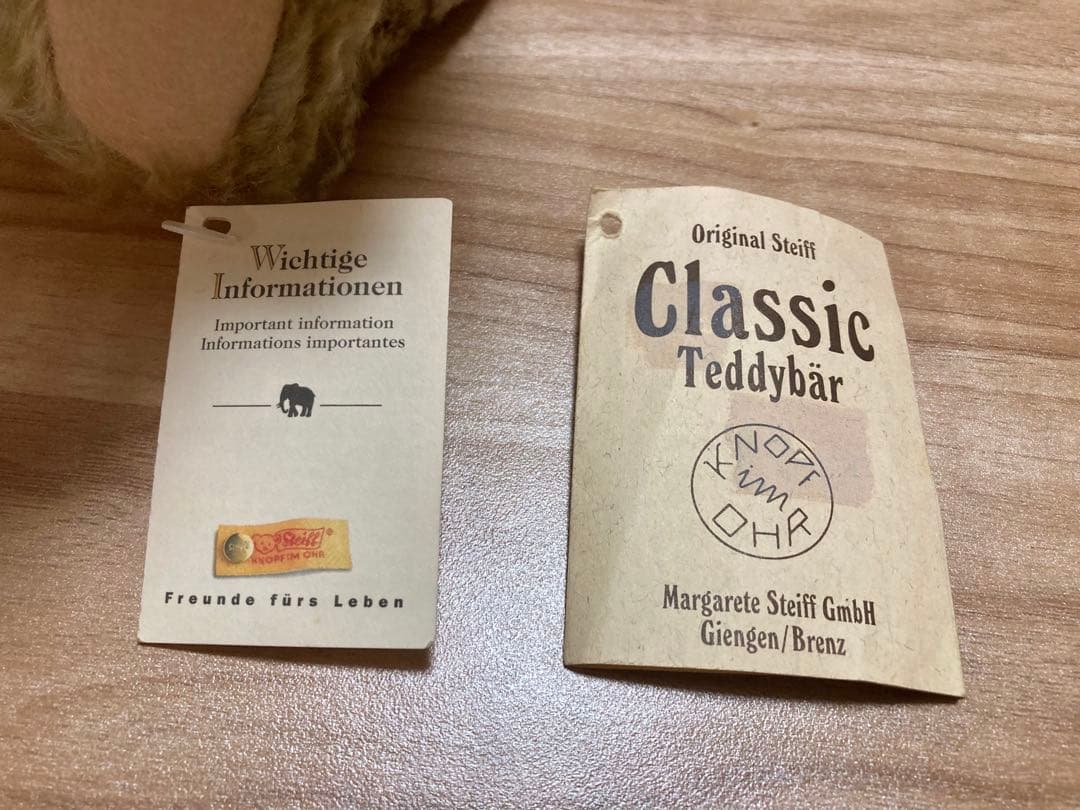 Wichtige
Informationen
Important information
Informations importantes
Steiff
KNOPF IM OHR
Freunde fürs Leben
Original Steiff
Classic
Teddybär
KNOPF
im
OHR
Margarete Steiff GmbH
Giengen/Brenz